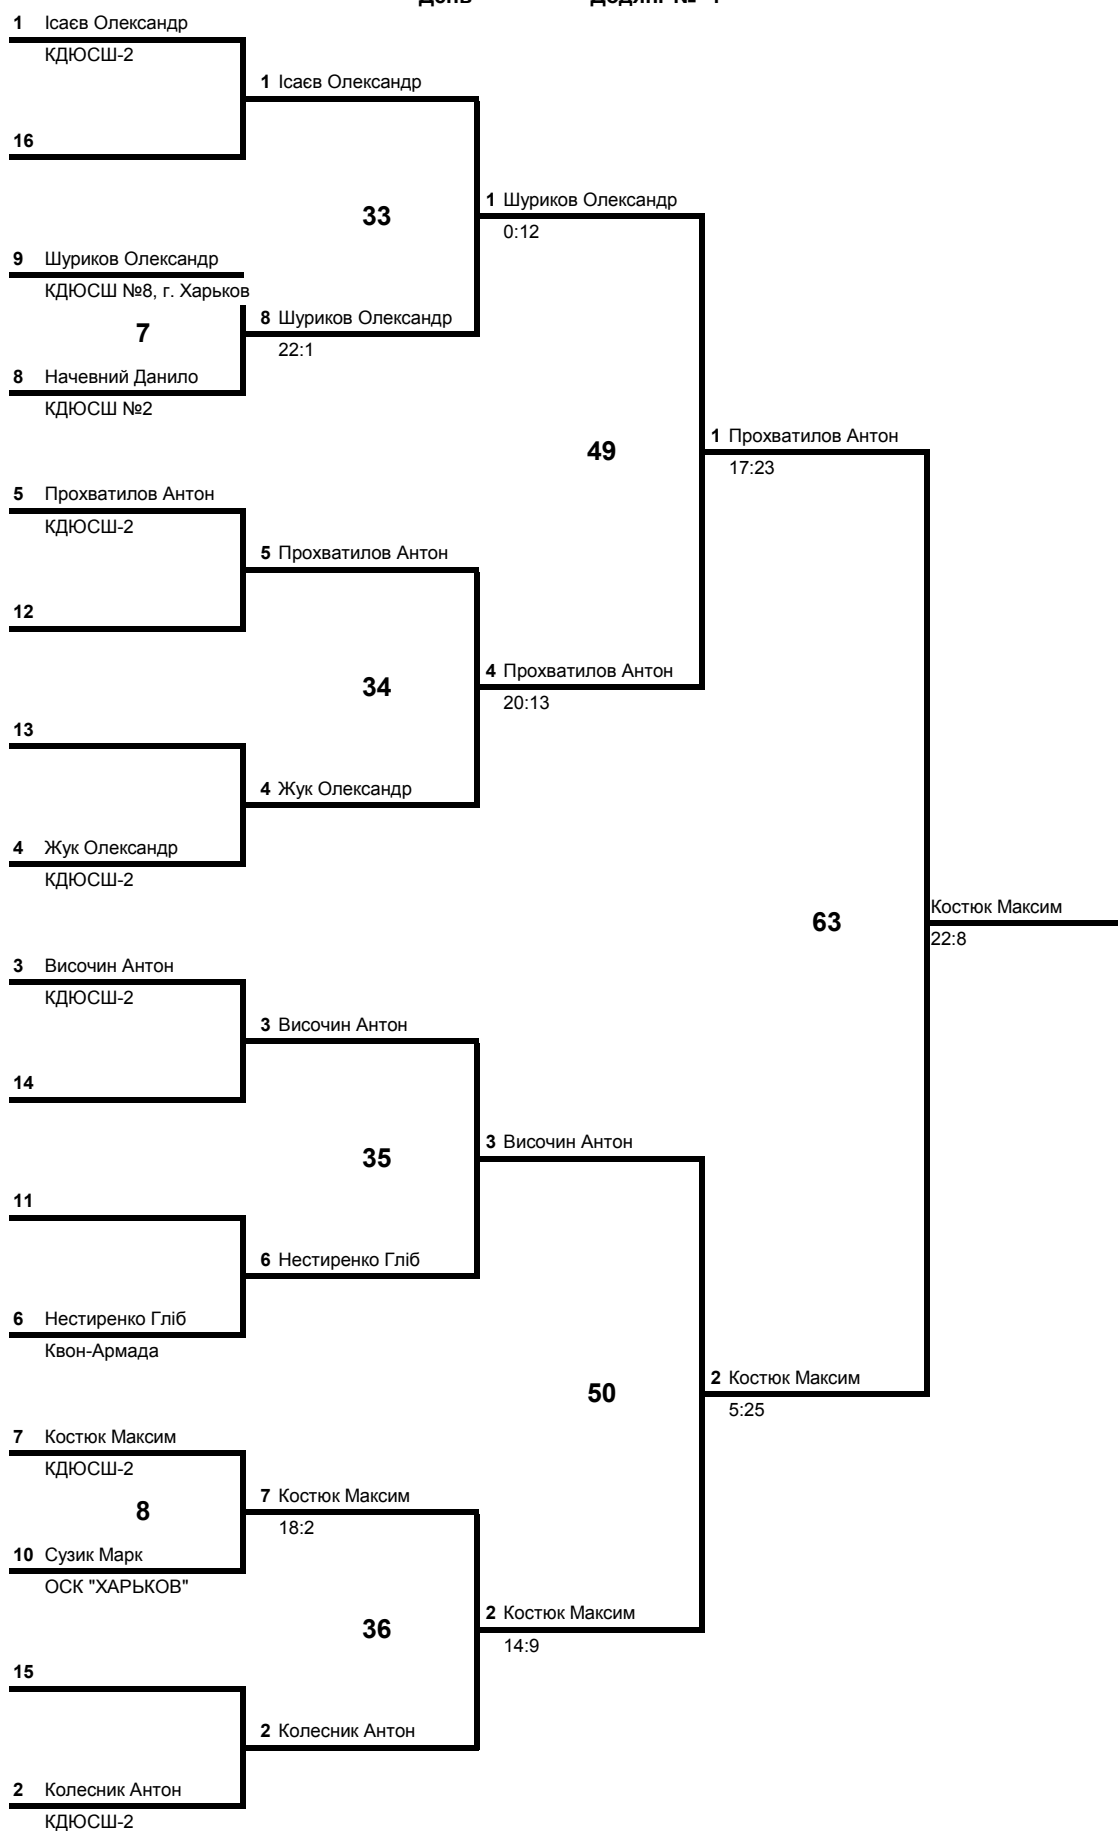 1 Ісаєв Олександр
КДЮСШ-2
1 Ісаєв Олександр
16
33
1 Шуриков Олександр
0:12
9 Шуриков Олександр
КДЮСШ №8, г. Харьков
7
8 Шуриков Олександр
22:1
8 Начевний Данило
КДЮСШ №2
49
1 Прохватилов Антон
17:23
5 Прохватилов Антон
КДЮСШ-2
5 Прохватилов Антон
12
34
4 Прохватилов Антон
20:13
13
4 Жук Олександр
4 Жук Олександр
КДЮСШ-2
63
Костюк Максим
22:8
3 Височин Антон
КДЮСШ-2
3 Височин Антон
14
35
3 Височин Антон
11
6 Нестиренко Гліб
6 Нестиренко Гліб
Квон-Армада
50
2 Костюк Максим
5:25
7 Костюк Максим
КДЮСШ-2
8
7 Костюк Максим
18:2
10 Сузик Марк
ОСК "ХАРЬКОВ"
36
2 Костюк Максим
14:9
15
2 Колесник Антон
2 Колесник Антон
КДЮСШ-2